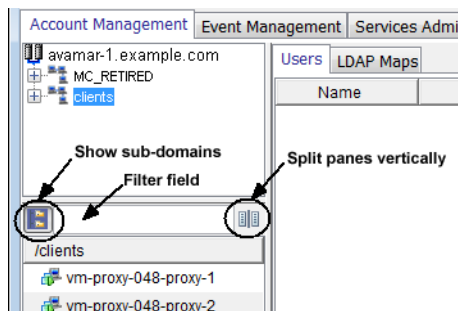 Account Management Event Management Services Admi
avamar-1.example.com
MC_RETIRED
clients
Users LDAP Maps
Name
Show sub-domains
Filter field
Split panes vertically
/clients
vm-proxy-048-proxy-1
vm-proxy-048-proxy-2